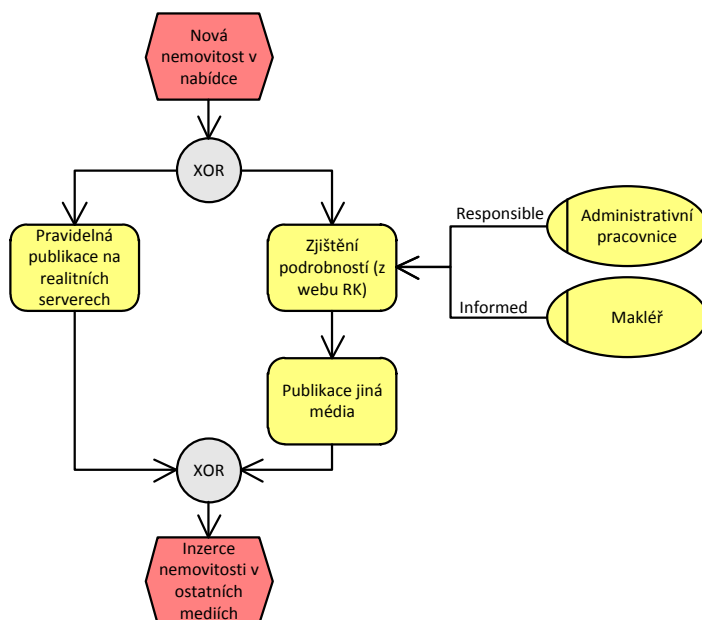 Nová
nemovitost v
nabídce
XOR
Pravidelná
publikace na
realitních
serverech
Zjištění
podrobností (z
webu RK)
Responsible
Administrativní
pracovnice
Informed
Makléř
Publikace jiná
média
XOR
Inzerce
nemovitosti v
ostatních
mediích